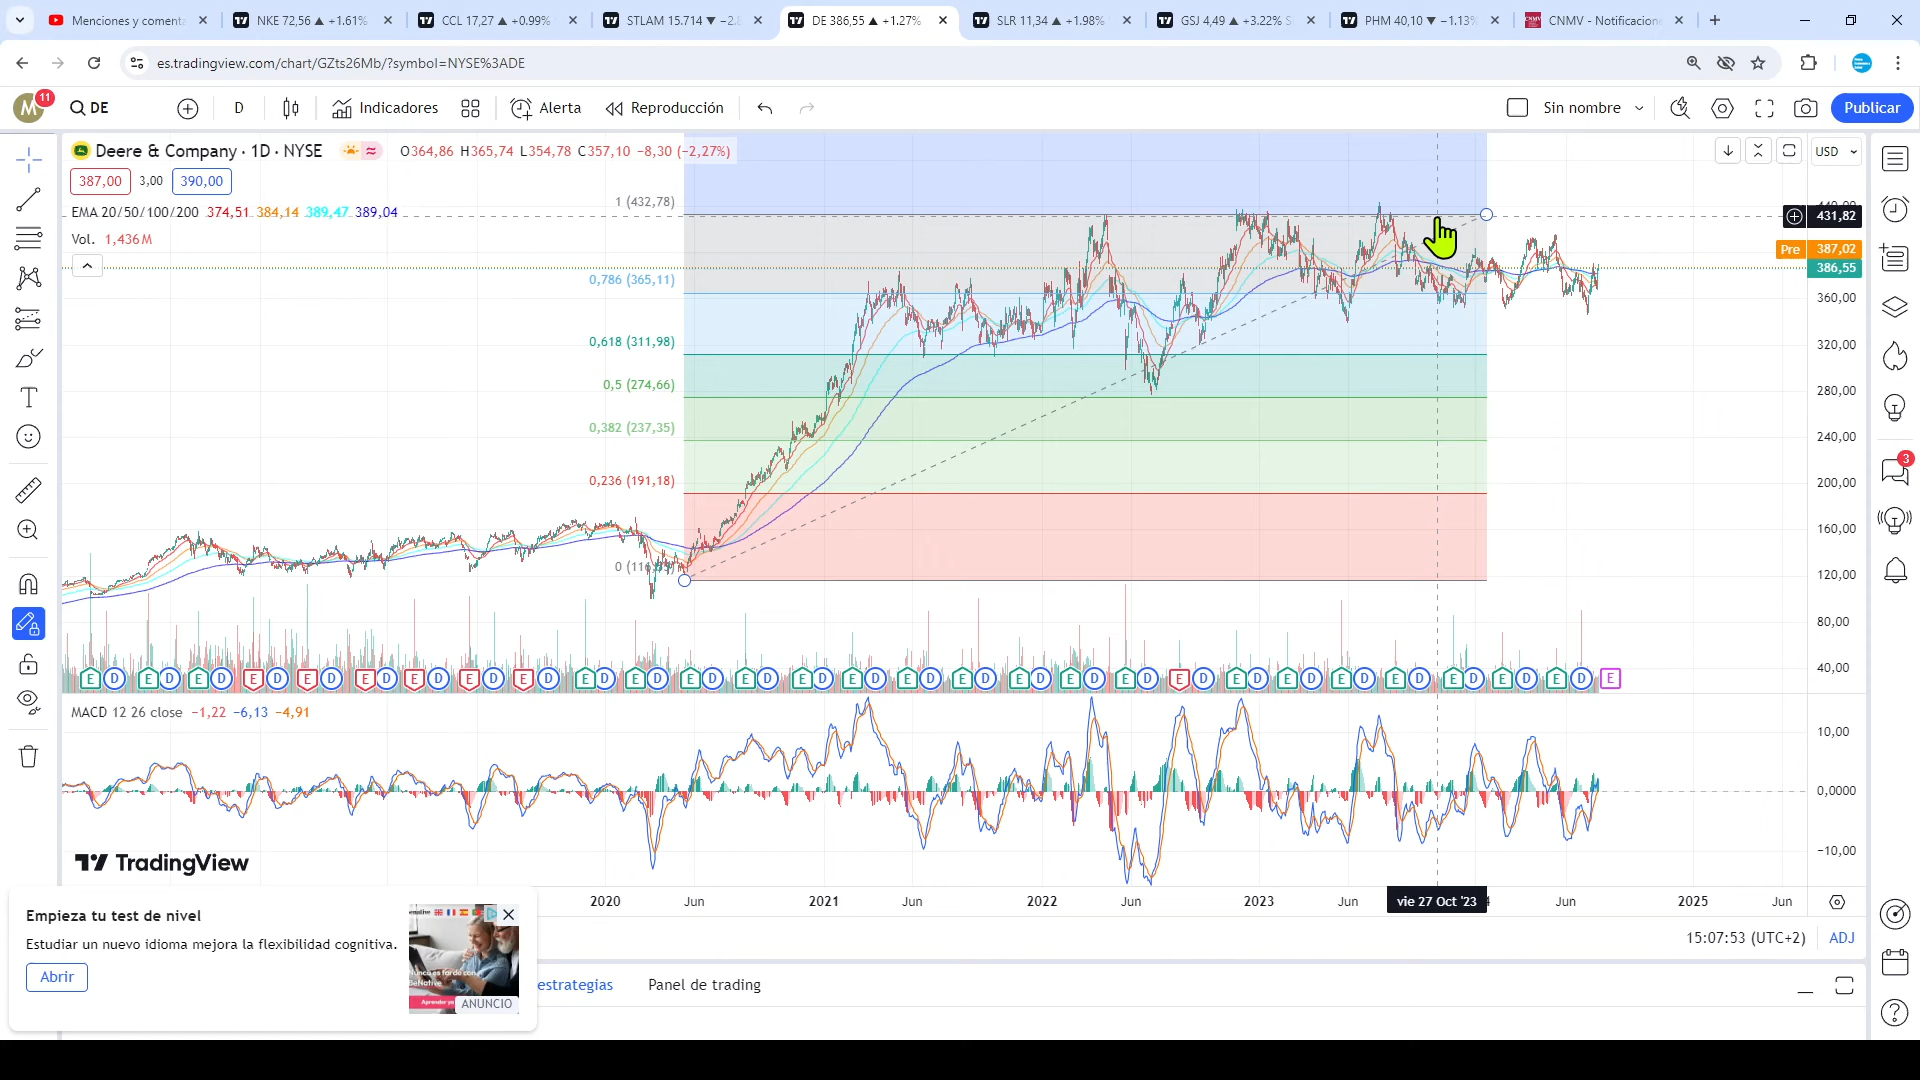 Menciones y comenta
NKE 72,56 ▲ +1.61%
CCL 17,27 ▲ +0.99%
STLAM 15.714 ▼ −2.
DE 386,55 ▲ +1.27%
SLR 11,34 ▲ +1.98%
GSJ 4,49 ▲ +3.22% S
PHM 40,10 ▼ −1.13%
CNMV - Notificacion
es.tradingview.com/chart/GZts26Mb/?symbol=NYSE%3ADE
M
11
DE
D
Indicadores
Alerta
Reproducción
Sin nombre
Publicar
Deere & Company · 1D · NYSE
O364,86 H365,74 L354,78 C357,10 −8,30 (−2,27%)
USD
387,00 3,00 390,00
EMA 20/50/100/200 374,51 384,14 389,47 389,04
Vol. 1,436 M
1 (432,78)
0,786 (365,11)
0,618 (311,98)
0,5 (274,66)
0,382 (237,35)
0,236 (191,18)
431,82
Pre 387,02
386,55
360,00
320,00
280,00
240,00
200,00
160,00
120,00
80,00
40,00
3
E D E D E D E D E D E D E D E D E D E D E D E D E D E D E D E D E D E D E D E D E D E D E D E D E D E D E D E D E
MACD 12 26 close −1,22 −6,13 −4,91
10,00
0,0000
−10,00
TradingView
2020 Jun 2021 Jun 2022 Jun 2023 Jun vie 27 Oct '23 Jun 2025 Jun
15:07:53 (UTC+2) ADJ
Empieza tu test de nivel
Estudiar un nuevo idioma mejora la flexibilidad cognitiva.
Abrir
ANUNCIO
estrategias
Panel de trading